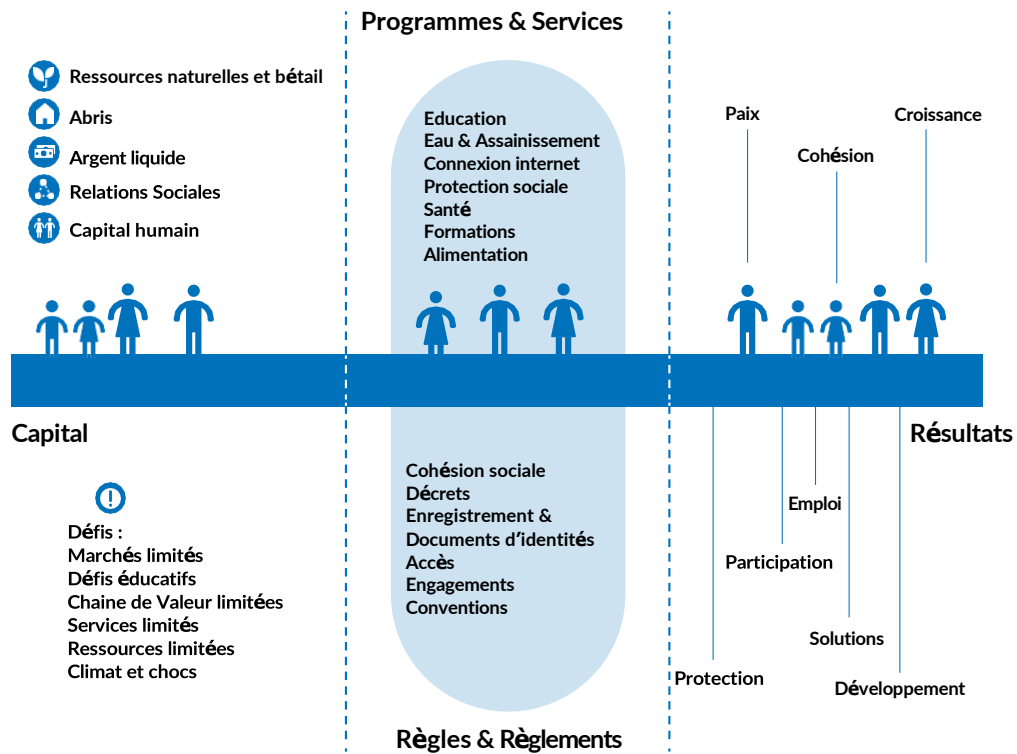 Programmes & Services
Ressources naturelles et bétail
Abris
Argent liquide
Relations Sociales
Capital humain
Education
Eau & Assainissement
Connexion internet
Protection sociale
Santé
Formations
Alimentation
Paix
Croissance
Cohésion
Capital
Résultats
Défis :
Marchés limités
Défis éducatifs
Chaine de Valeur limitées
Services limités
Ressources limitées
Climat et chocs
Cohésion sociale
Décrets
Enregistrement &
Documents d'identités
Accès
Engagements
Conventions
Emploi
Participation
Solutions
Protection
Développement
Règles & Règlements